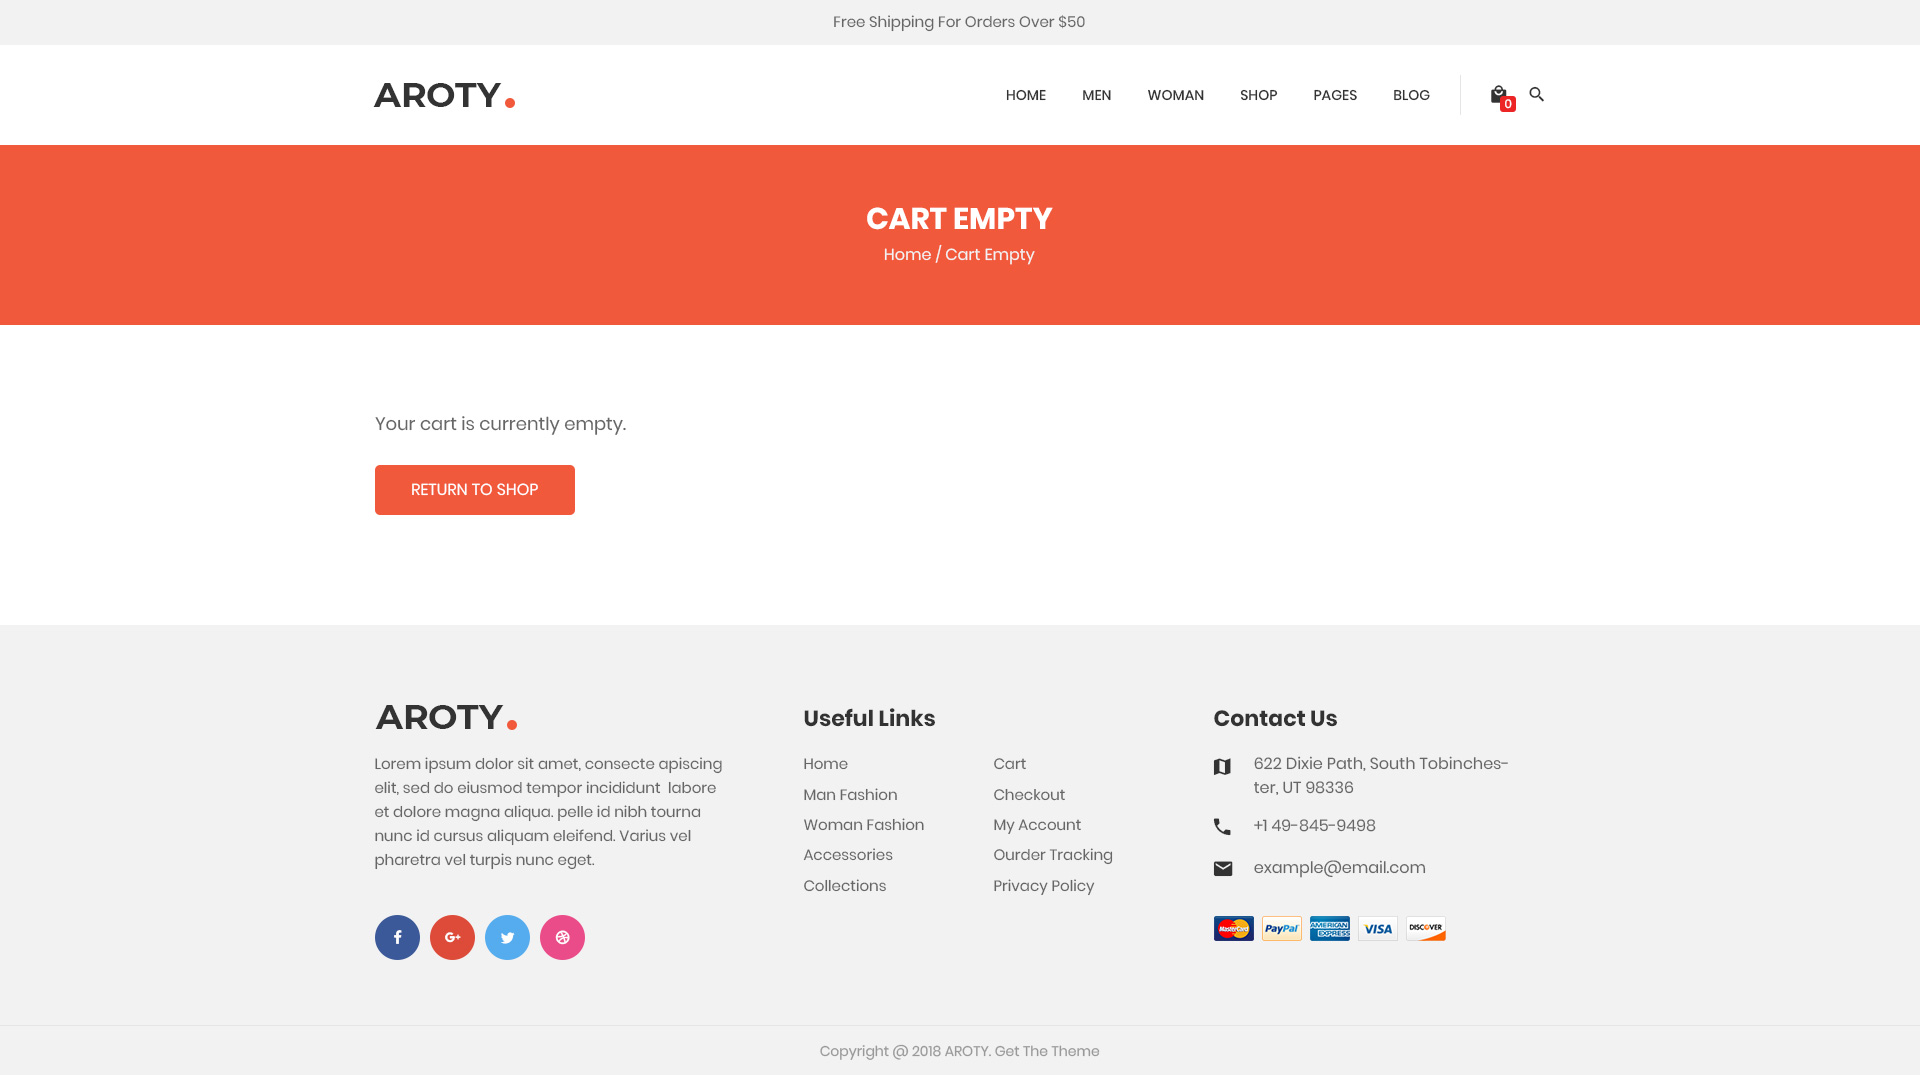 Free Shipping For Orders Over $50
AROTY.
HOME MEN WOMAN SHOP PAGES BLOG
0
CART EMPTY
Home / Cart Empty
Your cart is currently empty.
RETURN TO SHOP
AROTY.
Lorem ipsum dolor sit amet, consecte apiscing
elit, sed do eiusmod tempor incididunt labore
et dolore magna aliqua. pelle id nibh tourna
nunc id cursus aliquam eleifend. Varius vel
pharetra vel turpis nunc eget.
Useful Links
Home
Man Fashion
Woman Fashion
Accessories
Collections
Cart
Checkout
My Account
Ourder Tracking
Privacy Policy
Contact Us
622 Dixie Path, South Tobinches-
ter, UT 98336
+1 49-845-9498
example@email.com
MasterCard PayPal AMERICAN EXPRESS VISA DISCOVER
Copyright @ 2018 AROTY. Get The Theme